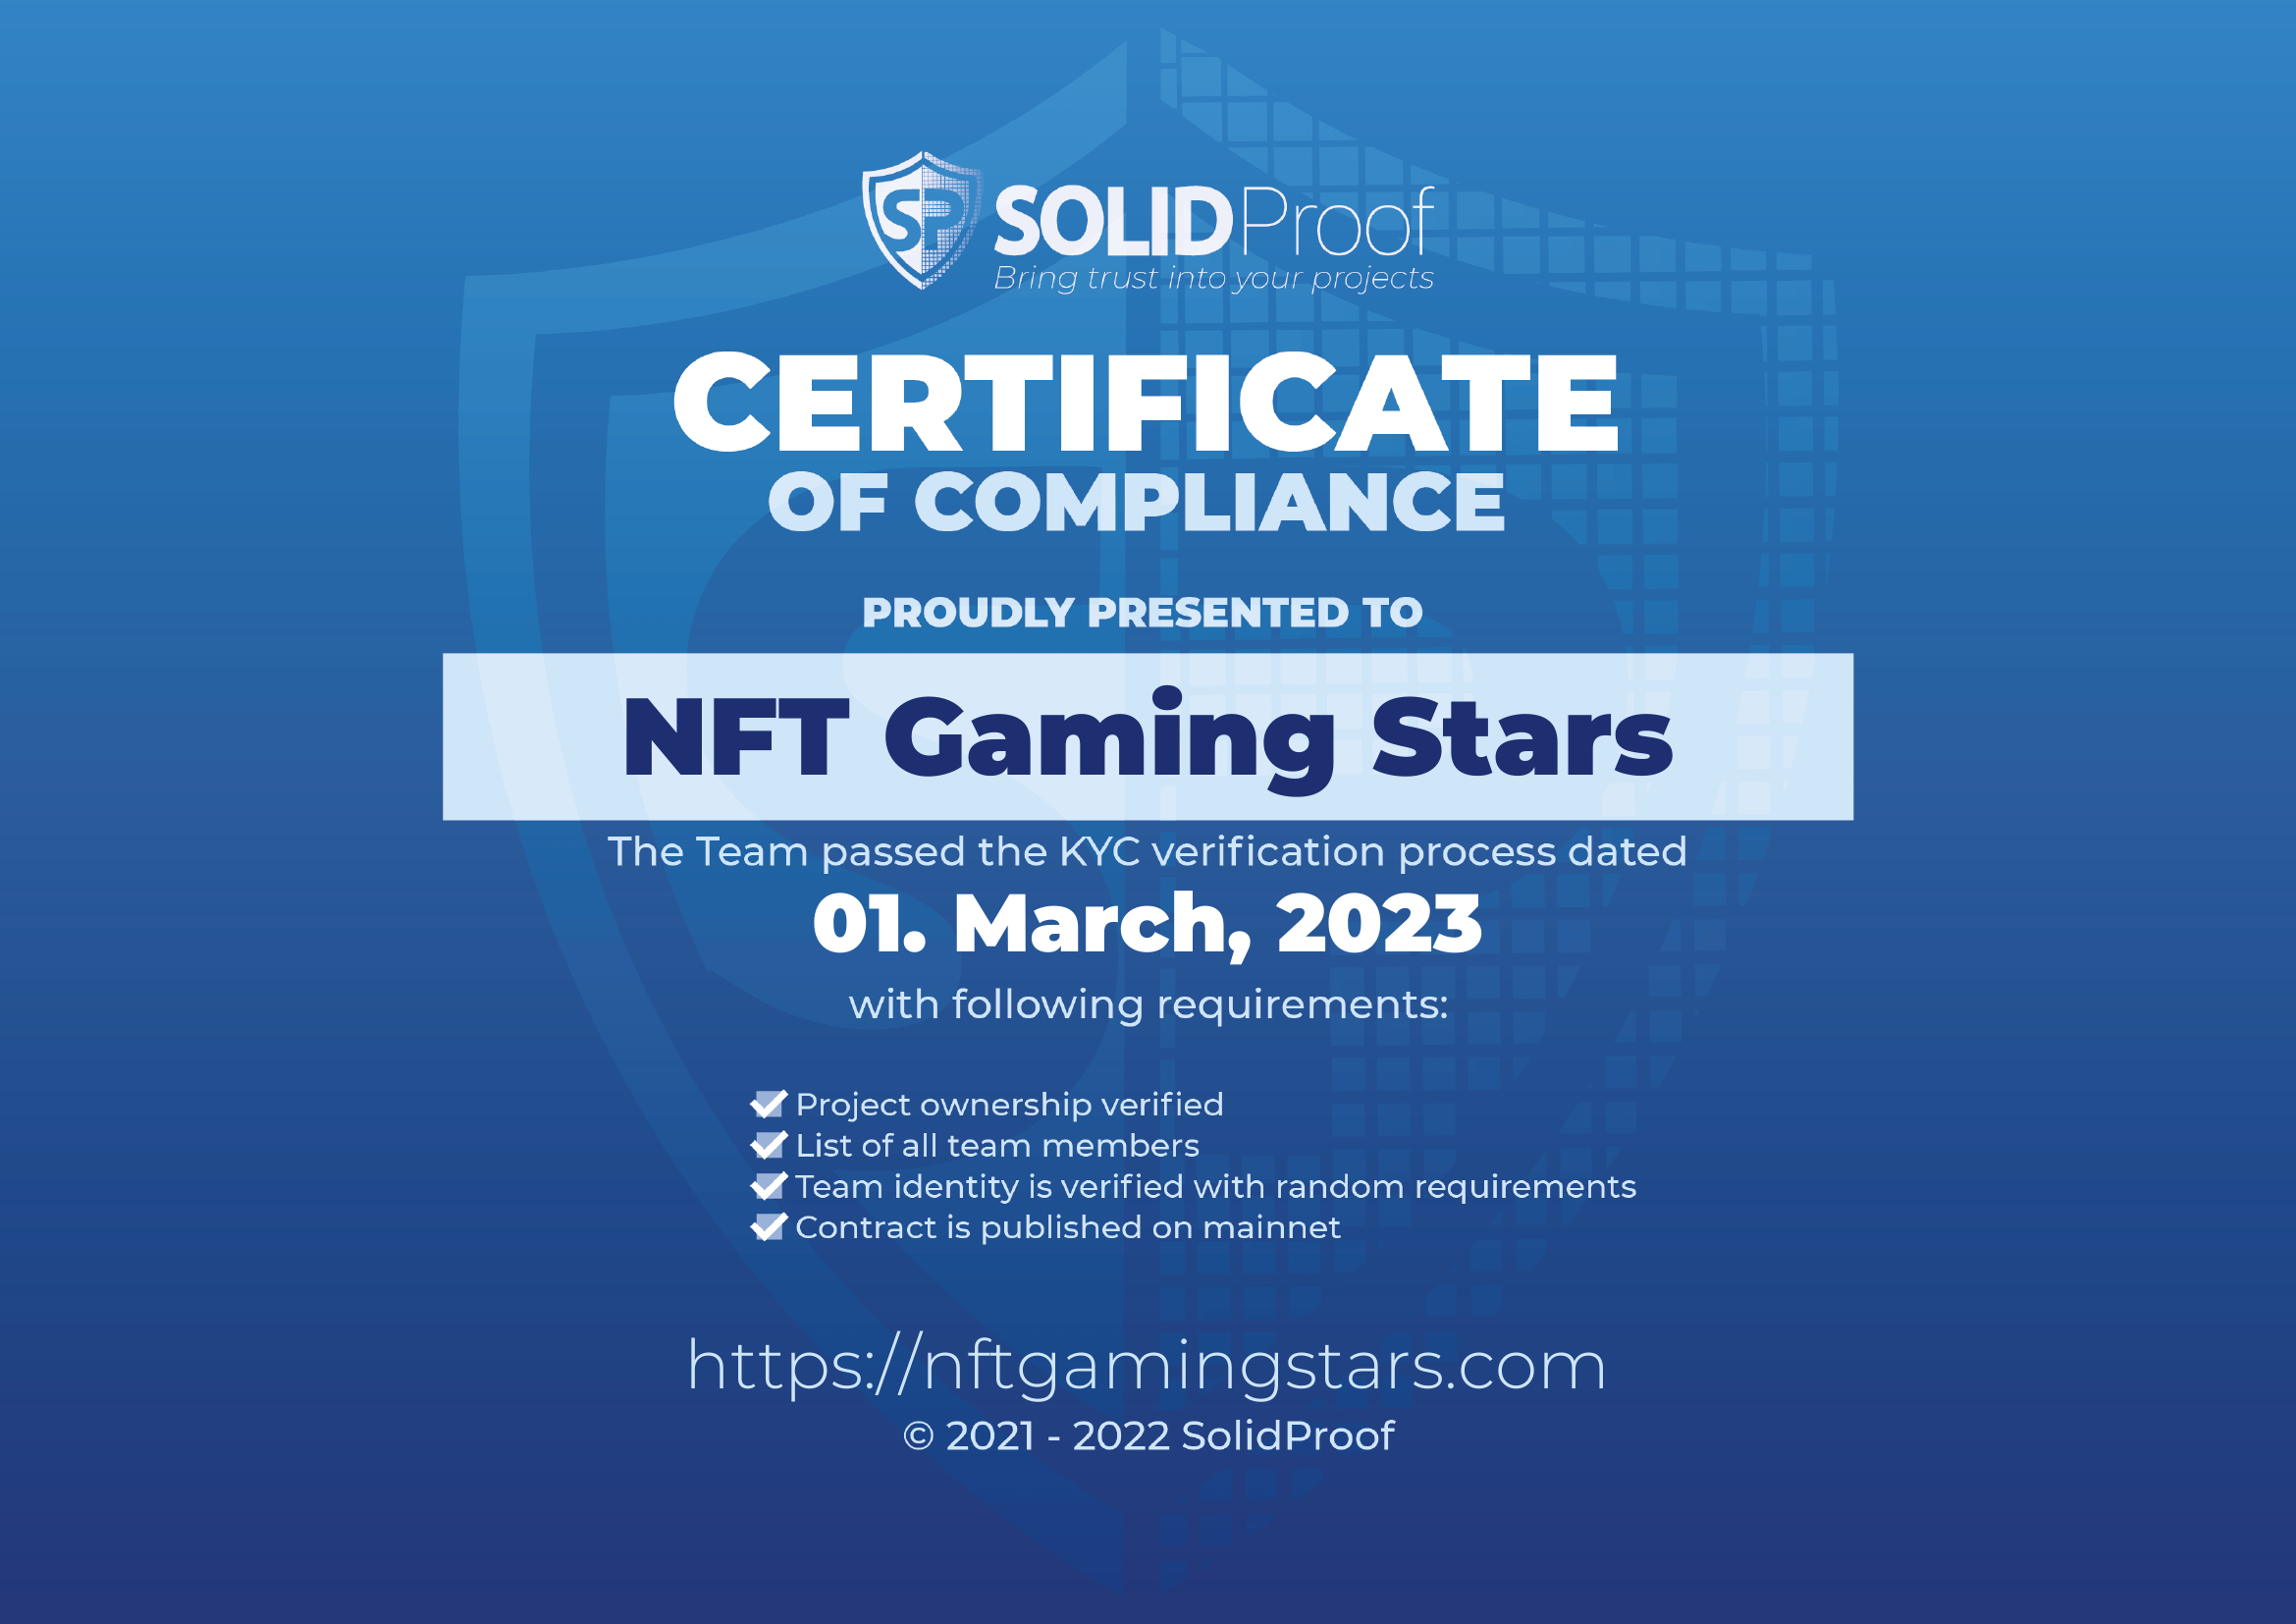 SP SOLIDProof
Bring trust into your projects
CERTIFICATE
OF COMPLIANCE
PROUDLY PRESENTED TO
NFT Gaming Stars
The Team passed the KYC verification process dated
01. March, 2023
with following requirements:
Project ownership verified
List of all team members
Team identity is verified with random requirements
Contract is published on mainnet
https://nftgamingstars.com
© 2021 - 2022 SolidProof